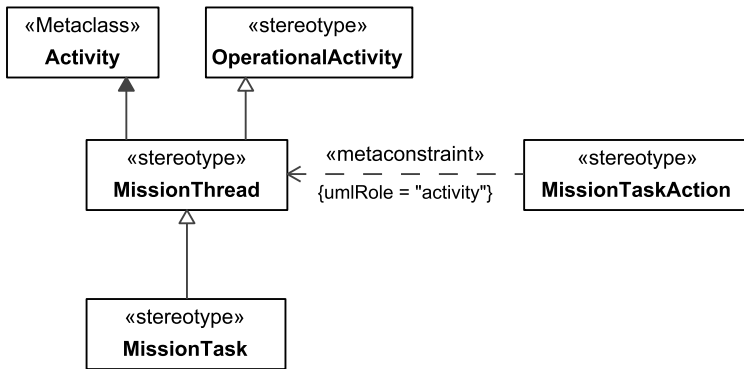 «Metaclass»
Activity
«stereotype»
OperationalActivity
«stereotype»
MissionThread
«metaconstraint»
{umlRole = "activity"}
«stereotype»
MissionTaskAction
«stereotype»
MissionTask